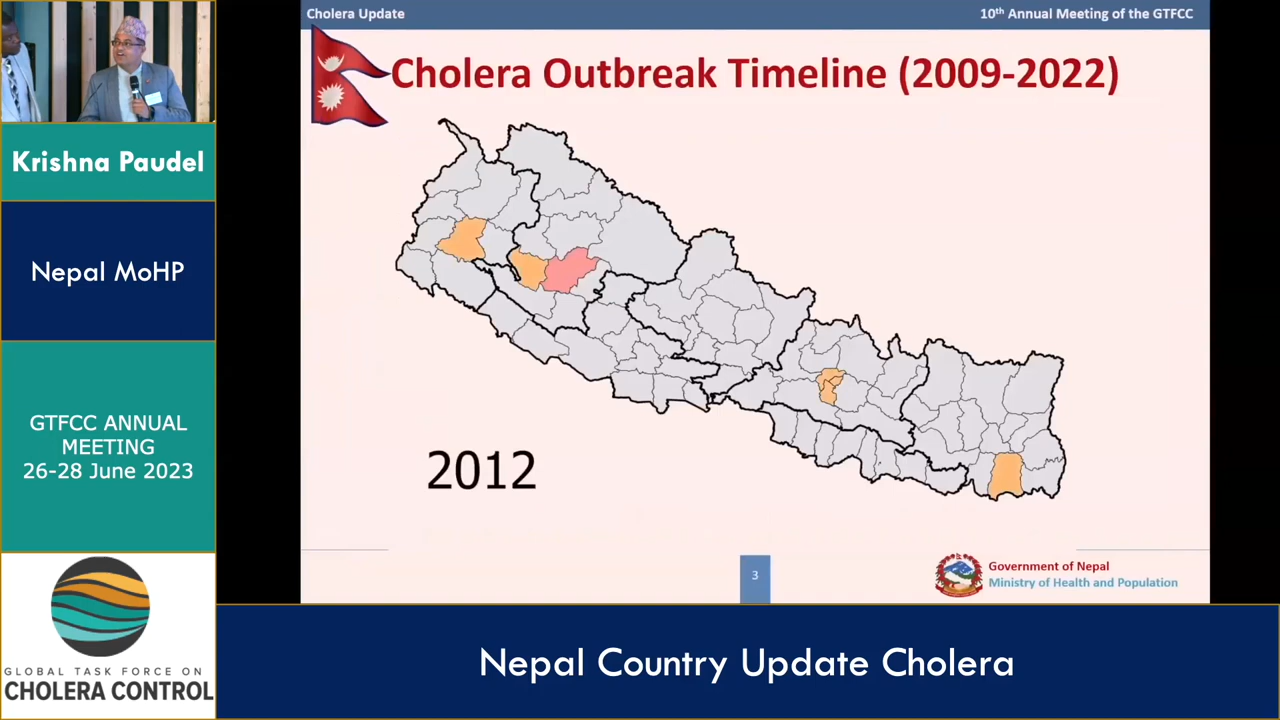 Cholera Update
10th Annual Meeting of the GTFCC
Cholera Outbreak Timeline (2009-2022)
2012
3
Government of Nepal
Ministry of Health and Population
Krishna Paudel
Nepal MoHP
GTFCC ANNUAL
MEETING
26-28 June 2023
GLOBAL TASK FORCE ON
CHOLERA CONTROL
Nepal Country Update Cholera